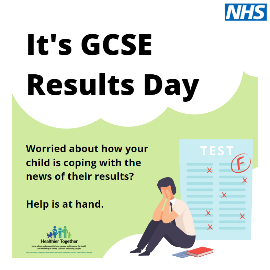 NHS
It's GCSE
Results Day
Worried about how your
child is coping with the
news of their results?
Help is at hand.
TEST
F
Healthier Together